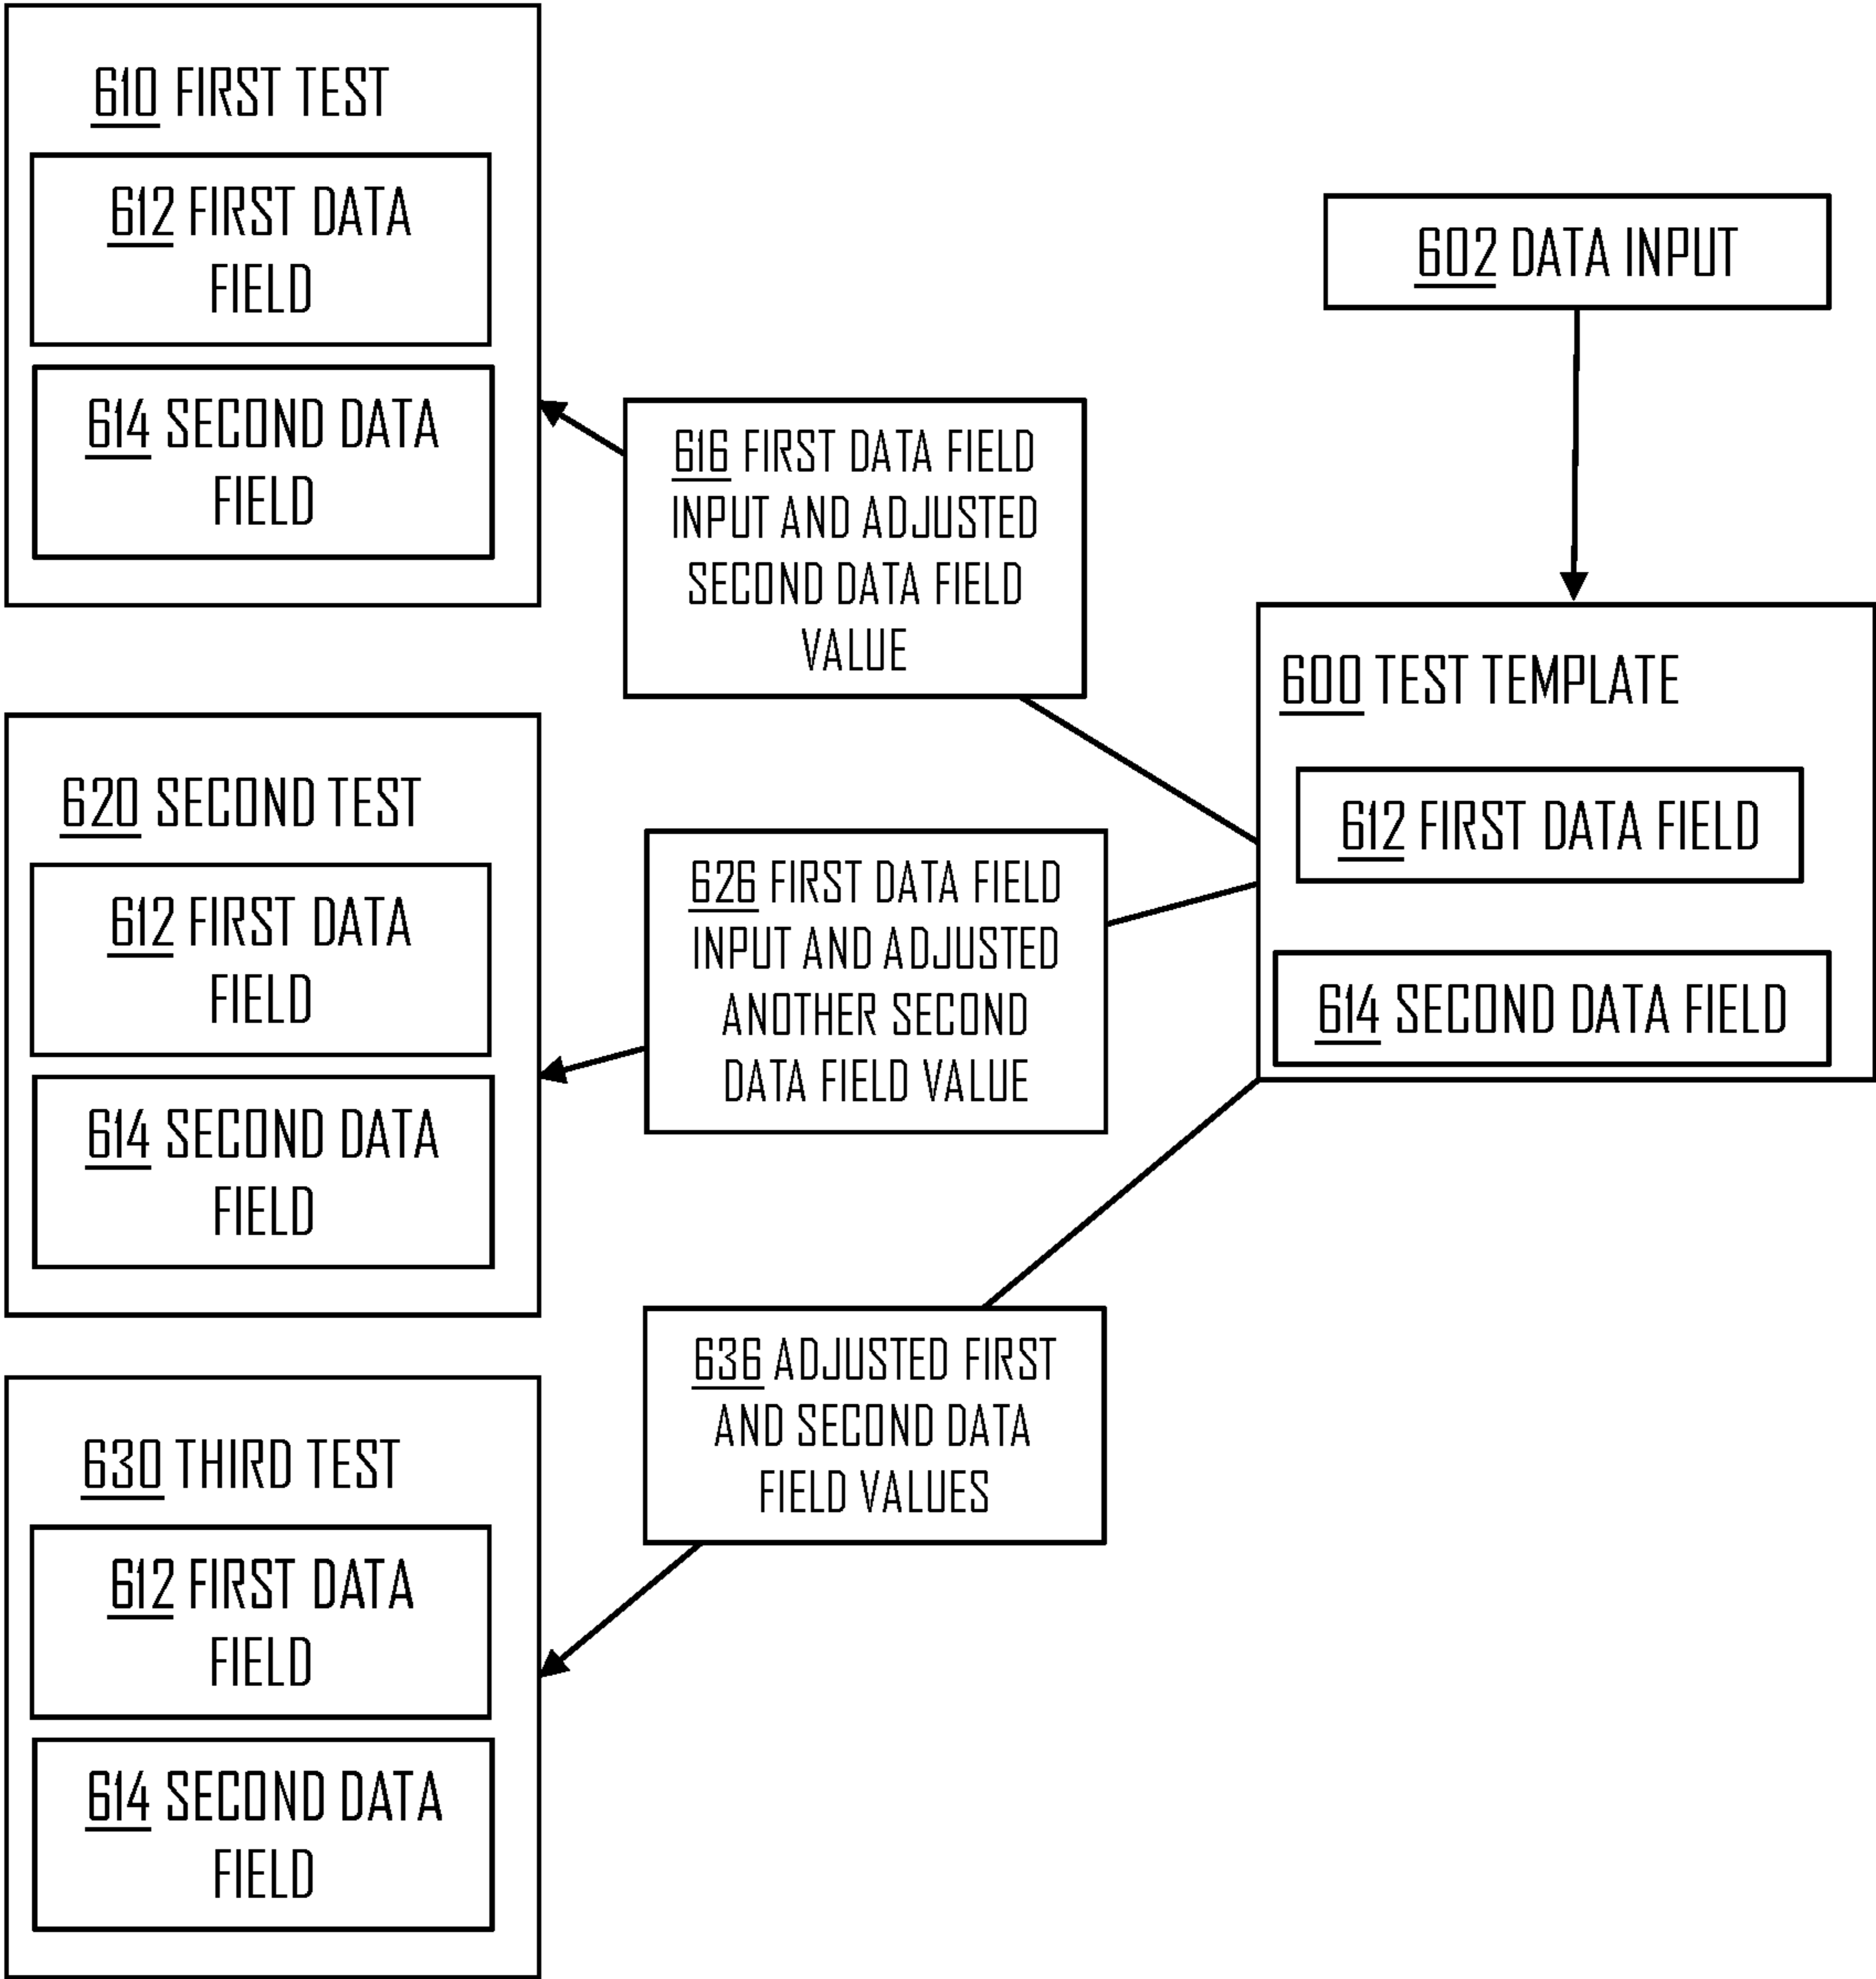 610 FIRST TEST
612 FIRST DATA
FIELD
614 SECOND DATA
FIELD
616 FIRST DATA FIELD
INPUT AND ADJUSTED
SECOND DATA FIELD
VALUE
602 DATA INPUT
600 TEST TEMPLATE
612 FIRST DATA FIELD
614 SECOND DATA FIELD
620 SECOND TEST
612 FIRST DATA
FIELD
614 SECOND DATA
FIELD
626 FIRST DATA FIELD
INPUT AND ADJUSTED
ANOTHER SECOND
DATA FIELD VALUE
630 THIRD TEST
612 FIRST DATA
FIELD
614 SECOND DATA
FIELD
636 ADJUSTED FIRST
AND SECOND DATA
FIELD VALUES